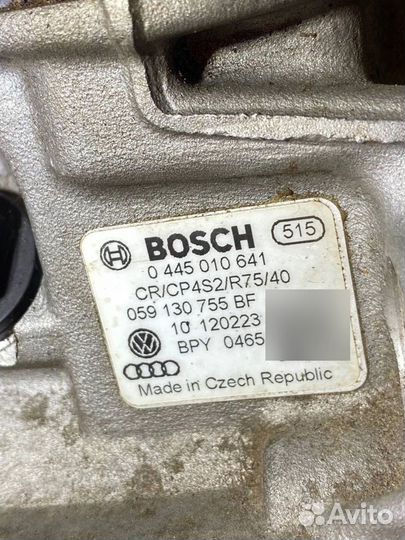 BOSCH 515
0 445 010 641
CR/CP4S2/R75/40
059 130 755 BF
10 120223
BPY 0465
Made in Czech Republic
Avito